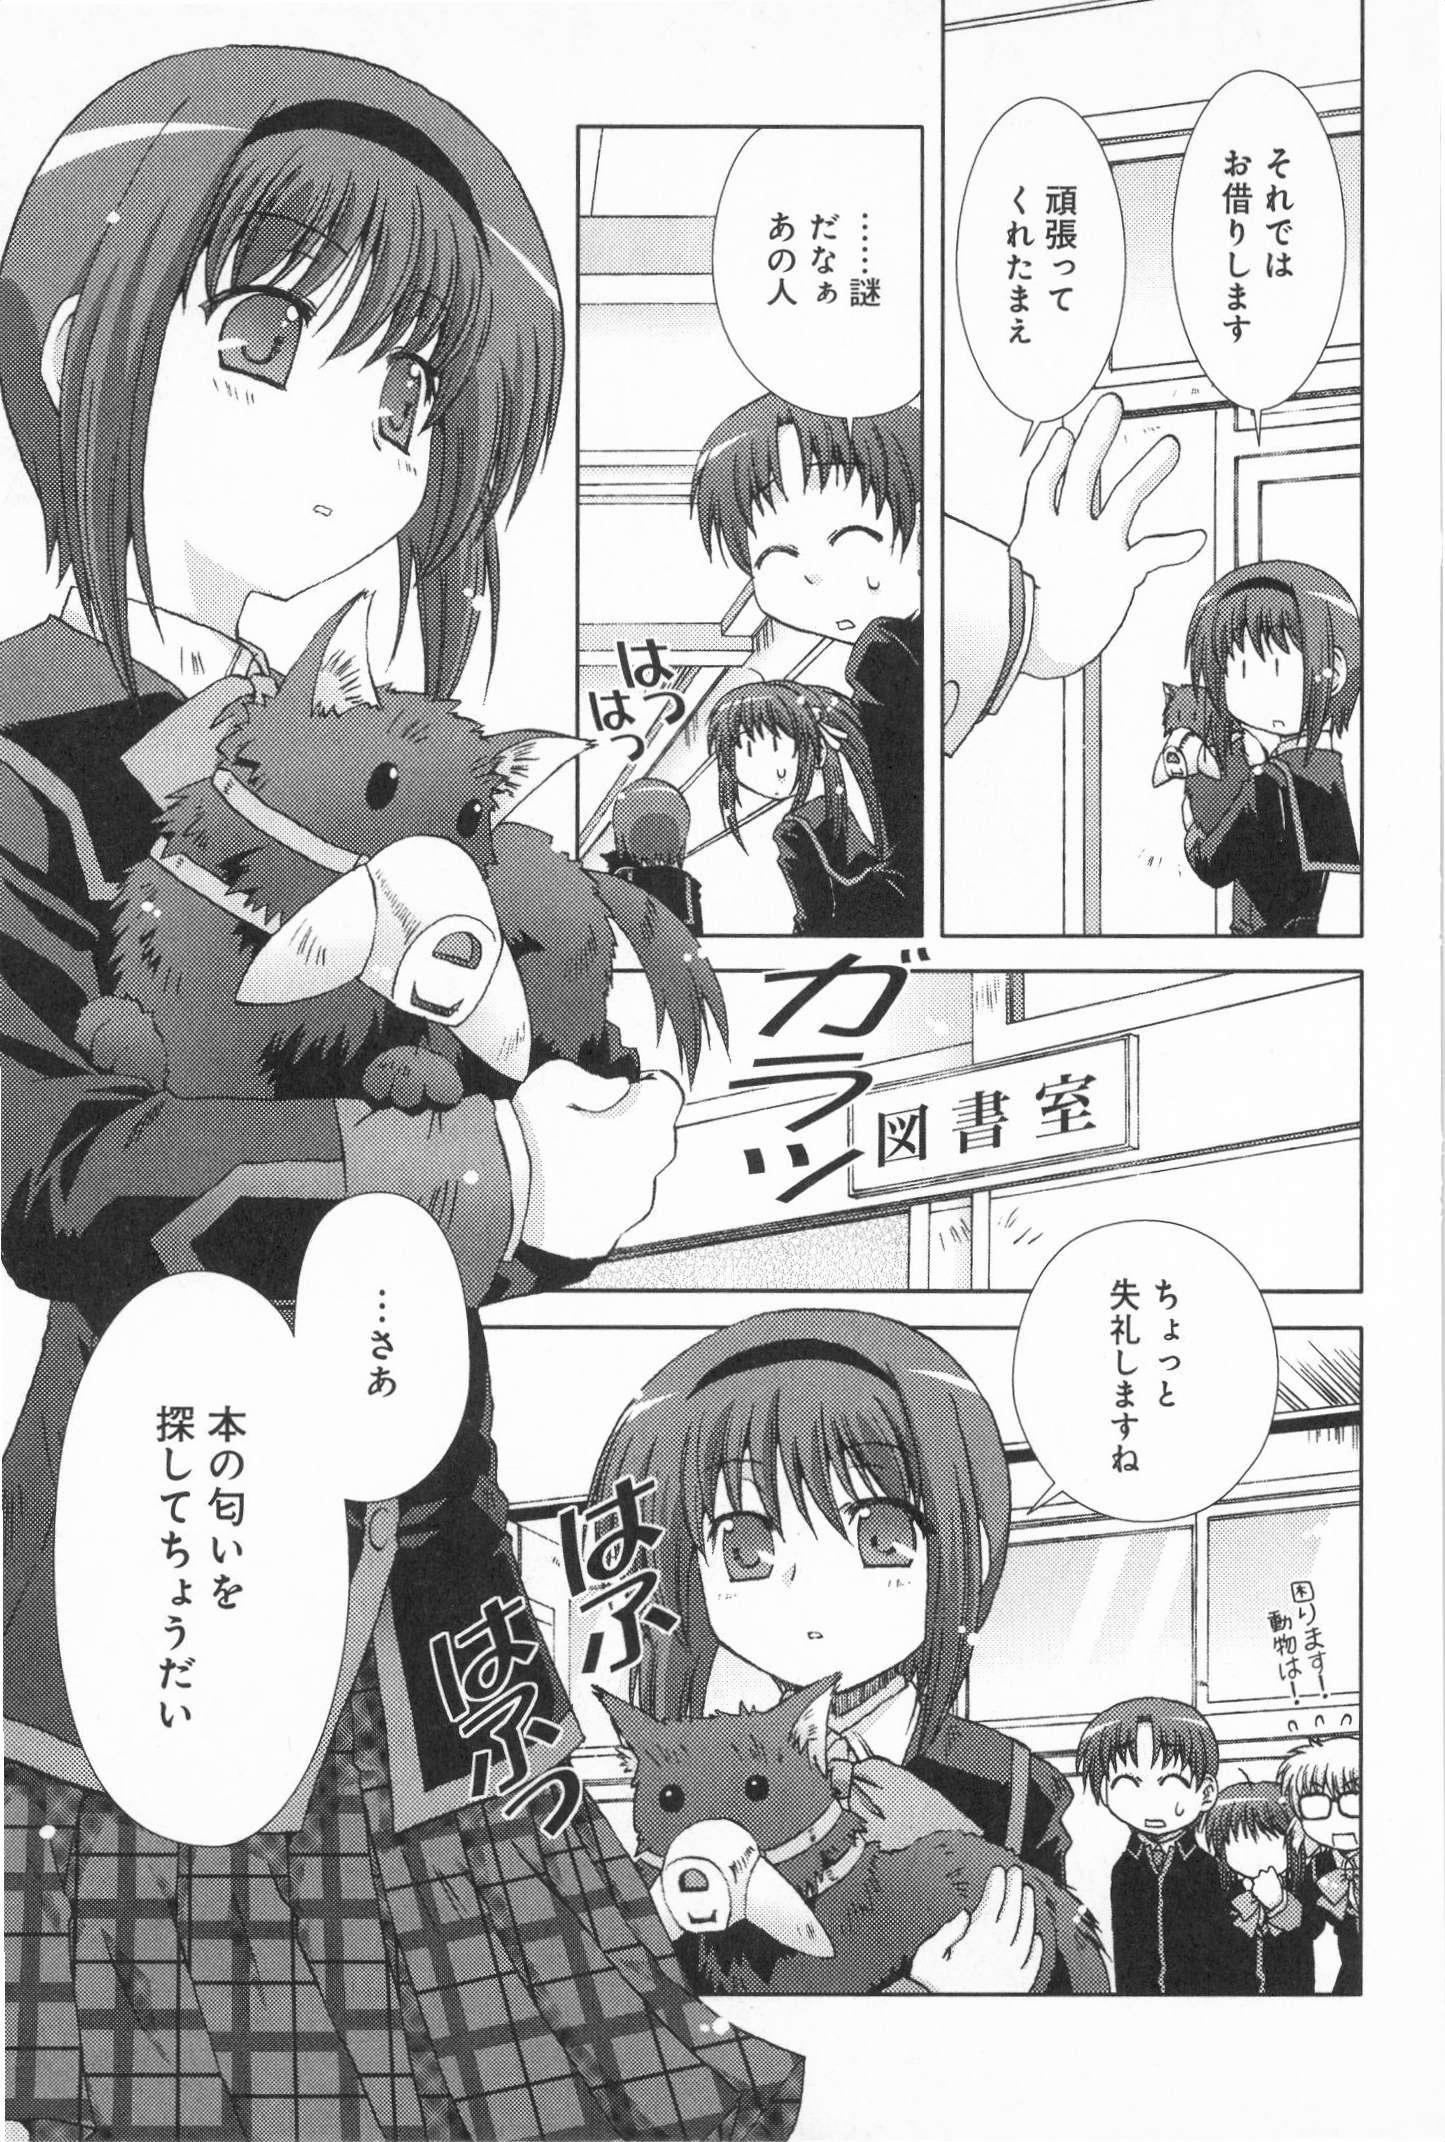 それでは
お借りします
頑張って
くれたまえ
……謎
だなぁ
あの人
はっ
はっ
ガラッ
図書室
ちょっと
失礼しますね
困ります！
動物は！
はふ
はふっ
…さあ
本の匂いを
探してちょうだい